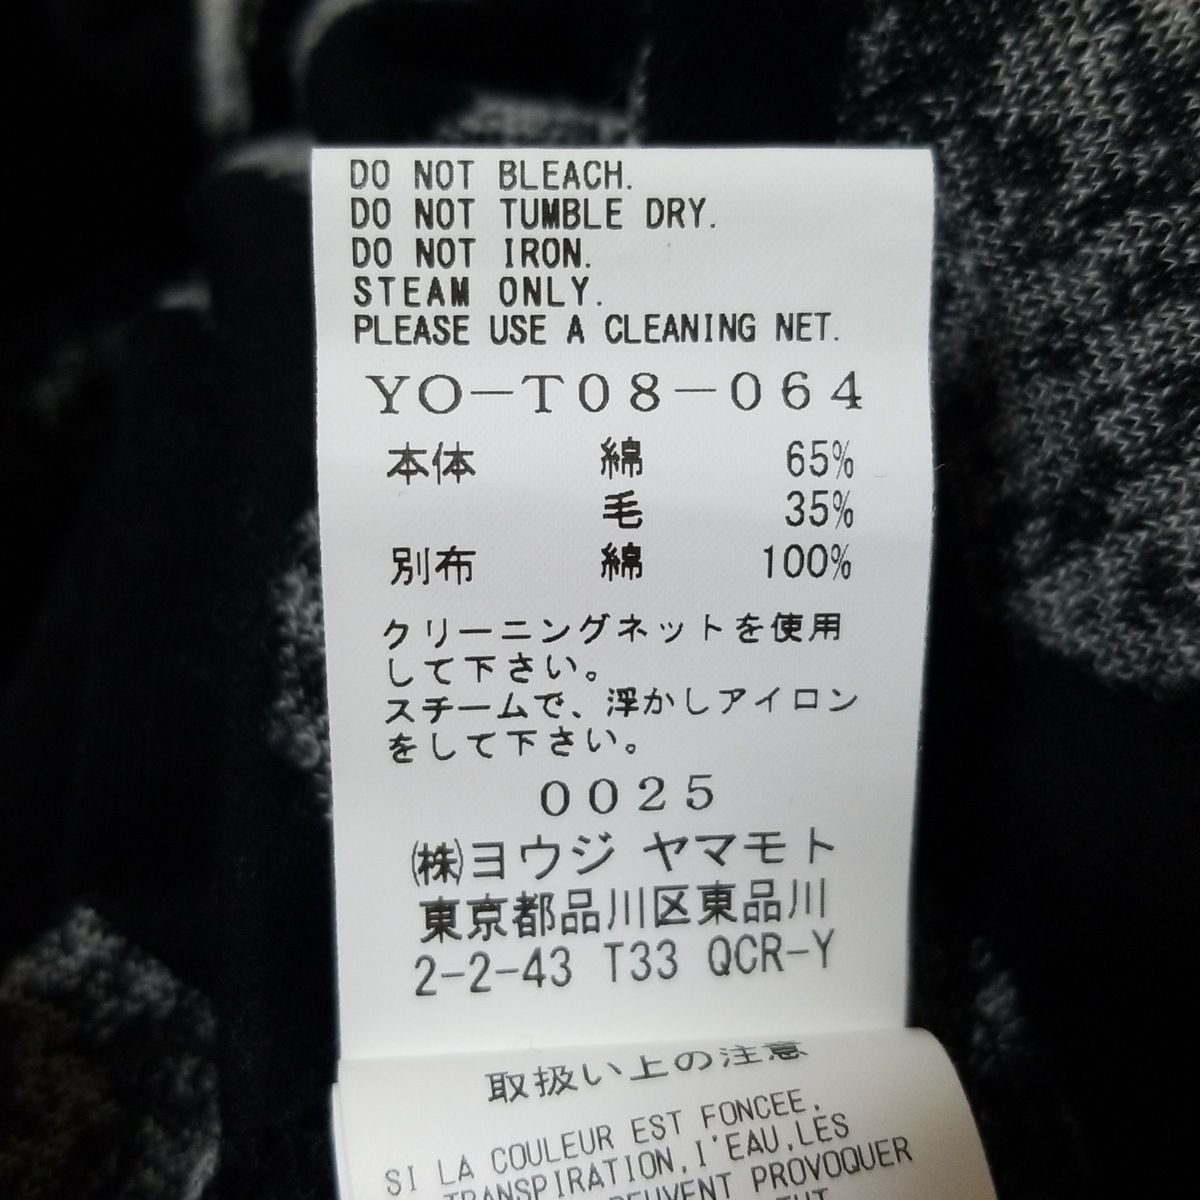 DO NOT BLEACH.
DO NOT TUMBLE DRY.
DO NOT IRON.
STEAM ONLY.
PLEASE USE A CLEANING NET.
YO-T08-064
本体 綿 65%
毛 35%
別布 綿 100%
クリーニングネットを使用
して下さい。
スチームで、浮かしアイロン
をして下さい。
0025
㈱ヨウジ ヤマモト
東京都品川区東品川
2-2-43 T33 QCR-Y
取扱い上の注意
SI LA COULEUR EST FONCEE,
TRANSPIRATION, l'EAU, LES
PEUVENT PROVOQUER